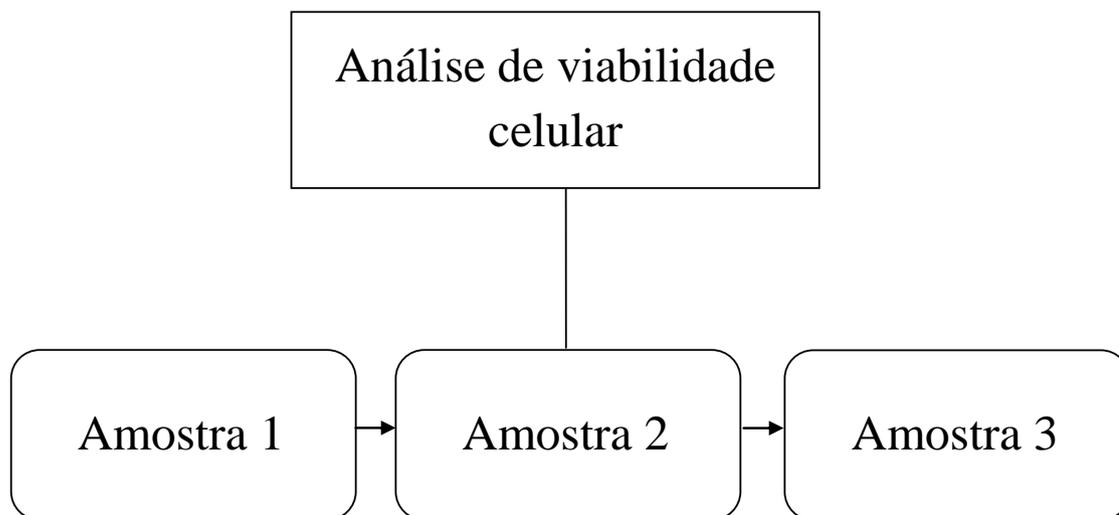 Análise de viabilidade
celular
Amostra 1
Amostra 2
Amostra 3